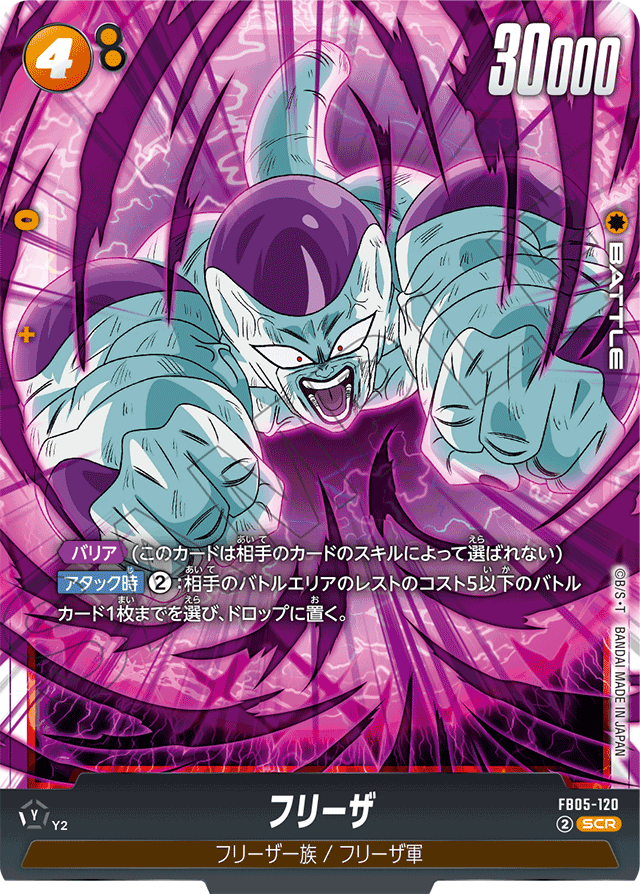 4
30000
0
+
BATTLE
バリア (このカードは相手のカードのスキルによって選ばれない)
アタック時 ②:相手のバトルエリアのレストのコスト5以下のバトル
カード1枚までを選び、ドロップに置く。
©B/S・T BANDAI MADE IN JAPAN
フリーザ
FB05-120
② SCR
Y Y2
フリーザ一族 / フリーザ軍